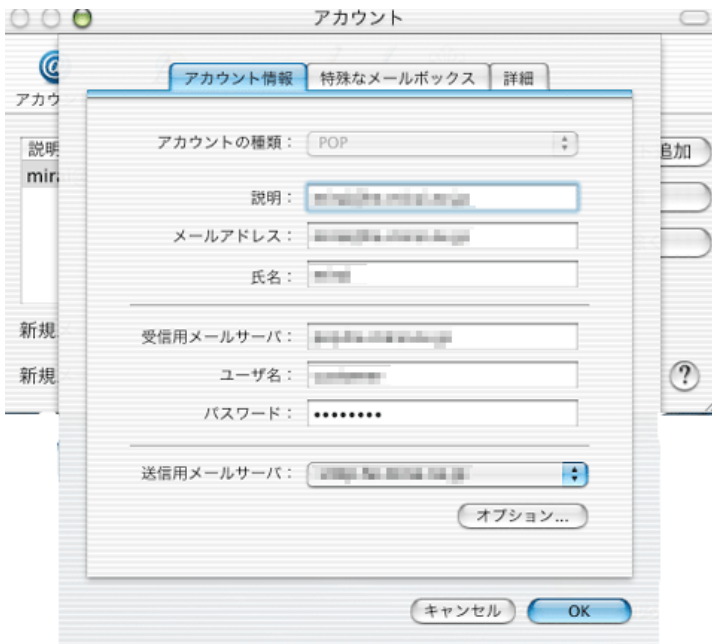 アカウント
アカウント情報 特殊なメールボックス 詳細
アカウントの種類： POP
追加
説明
説明：
メールアドレス：
氏名：
新規
受信用メールサーバ：
新規
ユーザ名：
?
パスワード： ••••••••
送信用メールサーバ：
オプション...
キャンセル OK